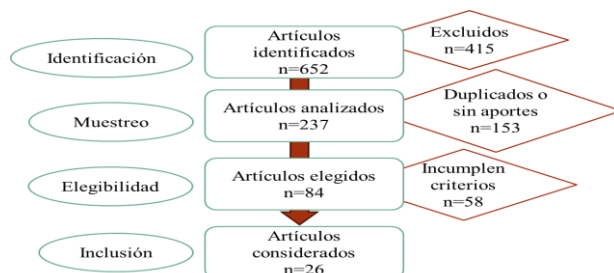 Identificación
Artículos
identificados
n=652
Excluidos
n=415
Muestreo
Artículos analizados
n=237
Duplicados o
sin aportes
n=153
Elegibilidad
Artículos elegidos
n=84
Incumplen
criterios
n=58
Inclusión
Artículos
considerados
n=26